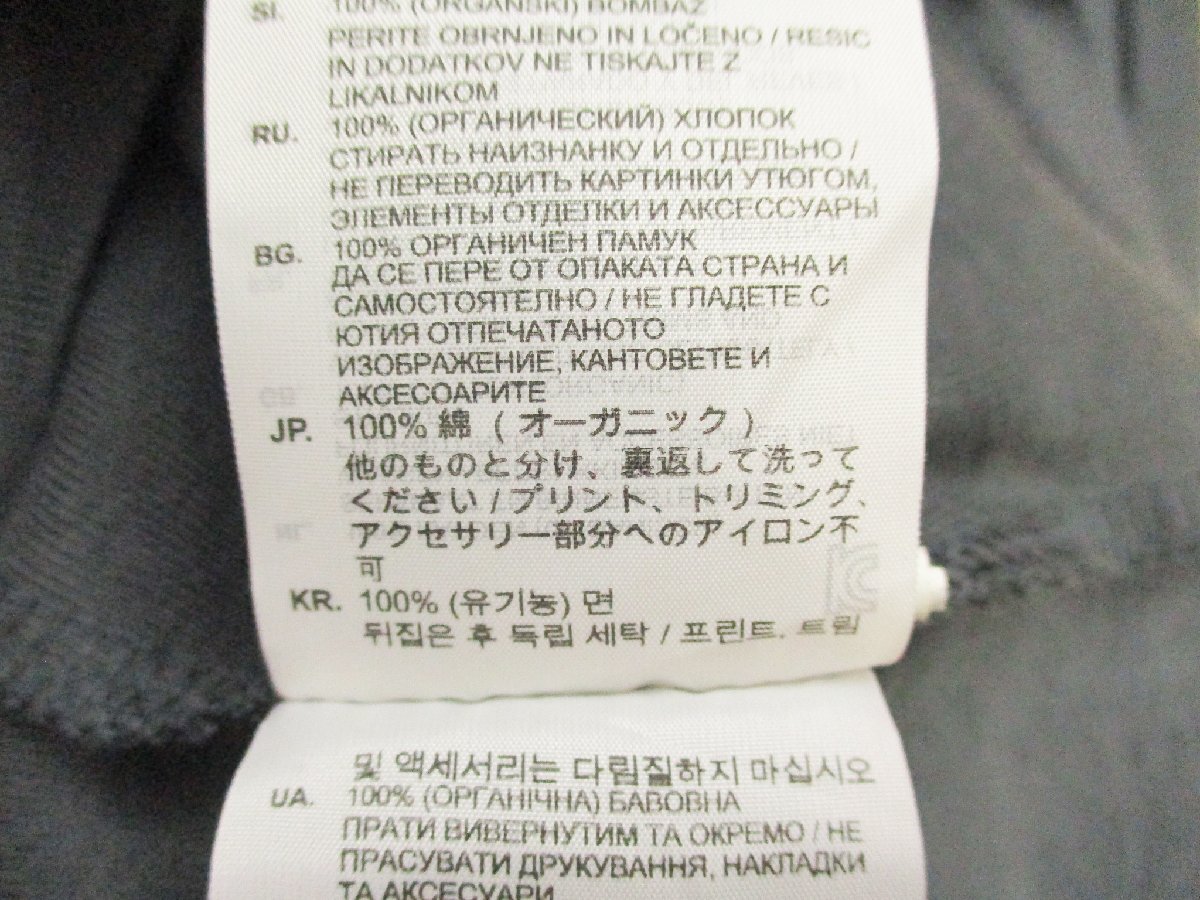 SI. 100% (ORGANSKI) BOMBAŽ
PERITE OBRNJENO IN LOČENO / RESIC
IN DODATKOV NE TISKAJTE Z
LIKALNIKOM
RU. 100% (ОРГАНИЧЕСКИЙ) ХЛОПОК
СТИРАТЬ НАИЗНАНКУ И ОТДЕЛЬНО /
НЕ ПЕРЕВОДИТЬ КАРТИНКИ УТЮГОМ,
ЭЛЕМЕНТЫ ОТДЕЛКИ И АКСЕССУАРЫ
BG. 100% ОРГАНИЧЕН ПАМУК
ДА СЕ ПЕРЕ ОТ ОПАКАТА СТРАНА И
САМОСТОЯТЕЛНО / НЕ ГЛАДЕТЕ С
ЮТИЯ ОТПЕЧАТАНОТО
ИЗОБРАЖЕНИЕ, КАНТОВЕТЕ И
АКСЕСОАРИТЕ
JP. 100% 綿 ( オーガニック )
他のものと分け、裏返して洗って
ください / プリント、トリミング、
アクセサリー部分へのアイロン不
可
KR. 100% (유기농) 면
뒤집은 후 독립 세탁 / 프린트. 트림
및 액세서리는 다림질하지 마십시오
UA. 100% (ОРГАНІЧНА) БАВОВНА
ПРАТИ ВИВЕРНУТИМ ТА ОКРЕМО / НЕ
ПРАСУВАТИ ДРУКУВАННЯ, НАКЛАДКИ
ТА АКСЕСУАРИ